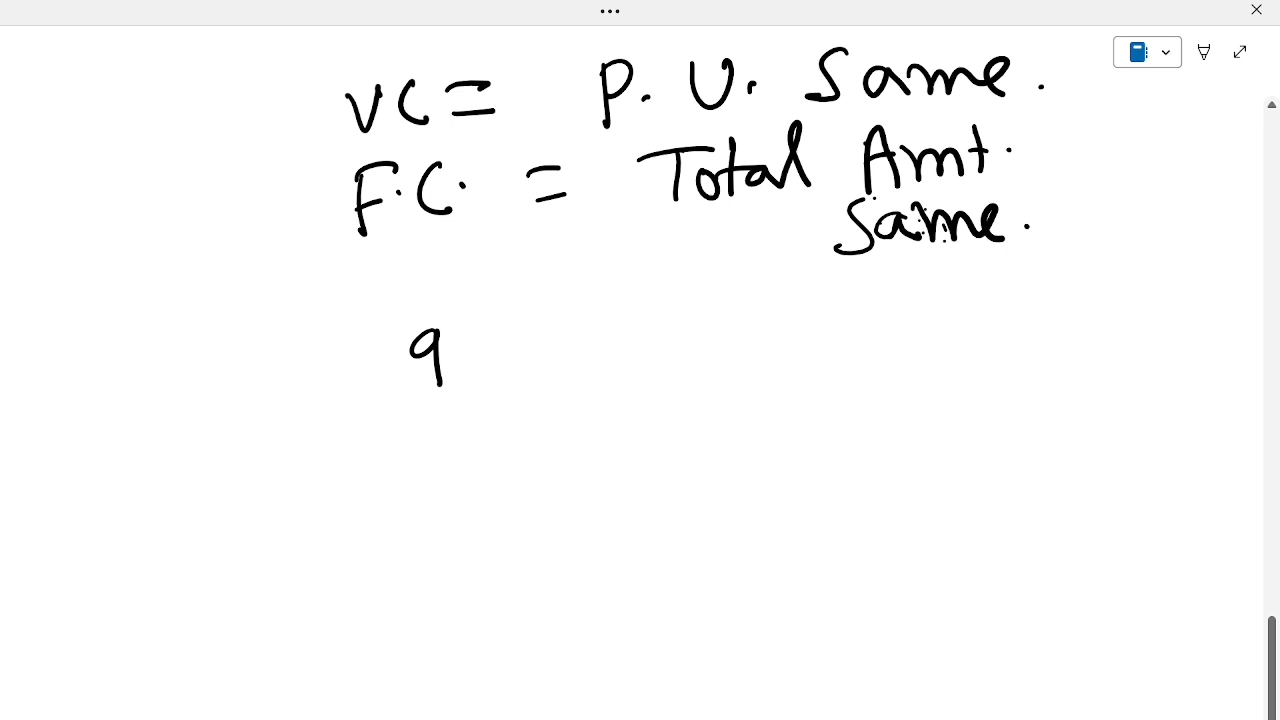 VC = P. U. Same.
F.C. = Total Amt.
Same.
9